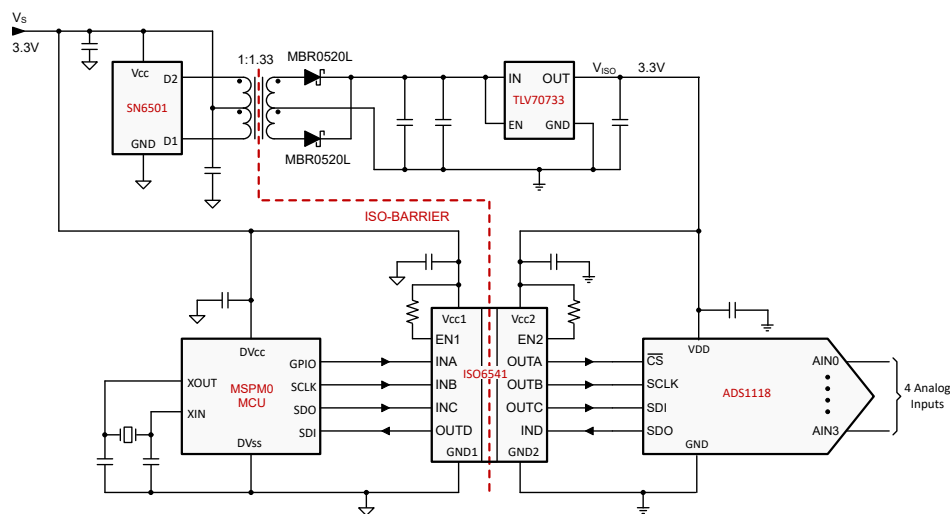 VS
3.3V
1:1.33
MBR0520L
Vcc
D2
SN6501
GND
D1
MBR0520L
IN
OUT
TLV70733
EN
GND
VISO
3.3V
ISO-BARRIER
DVcc
XOUT
XIN
MSPM0
MCU
GPIO
SCLK
SDO
SDI
DVss
Vcc1
EN1
INA
INB
INC
OUTD
GND1
ISO6541
Vcc2
EN2
OUTA
OUTB
OUTC
IND
GND2
VDD
CS
SCLK
SDI
SDO
GND
ADS1118
AIN0
AIN3
4 Analog
Inputs